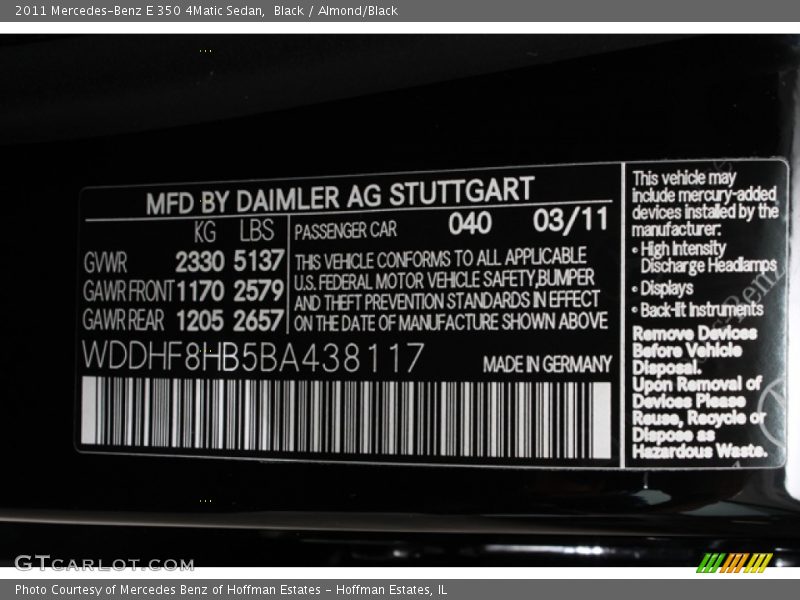 2011 Mercedes-Benz E 350 4Matic Sedan, Black / Almond/Black
MFD BY DAIMLER AG STUTTGART
KG LBS
GVWR 2330 5137
GAWR FRONT 1170 2579
GAWR REAR 1205 2657
PASSENGER CAR 040 03/11
THIS VEHICLE CONFORMS TO ALL APPLICABLE
U.S. FEDERAL MOTOR VEHICLE SAFETY,BUMPER
AND THEFT PREVENTION STANDARDS IN EFFECT
ON THE DATE OF MANUFACTURE SHOWN ABOVE
WDDHF8HB5BA438117 MADE IN GERMANY
This vehicle may
include mercury-added
devices installed by the
manufacturer:
• High Intensity
Discharge Headlamps
• Displays
• Back-lit Instruments
Remove Devices
Before Vehicle
Disposal.
Upon Removal of
Devices Please
Reuse, Recycle or
Dispose as
Hazardous Waste.
GTCARLOT.COM
Photo Courtesy of Mercedes Benz of Hoffman Estates - Hoffman Estates, IL